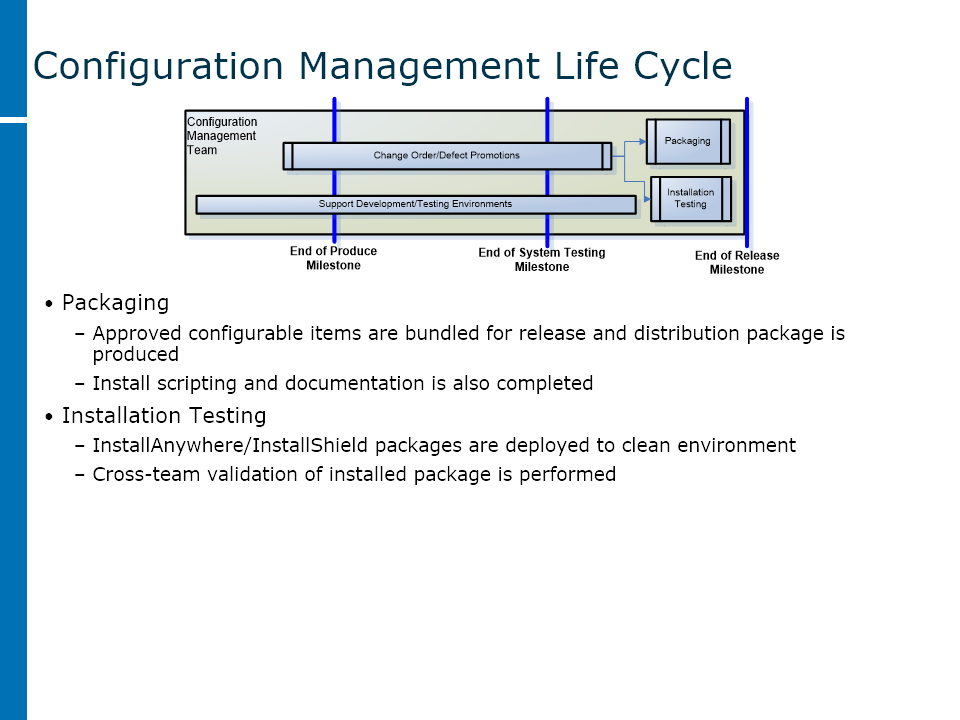 Configuration Management Life Cycle
Configuration
Management
Team
Change Order/Defect Promotions
Packaging
Installation
Testing
Support Development/Testing Environments
End of Produce
Milestone
End of System Testing
Milestone
End of Release
Milestone
• Packaging
– Approved configurable items are bundled for release and distribution package is
produced
– Install scripting and documentation is also completed
• Installation Testing
– InstallAnywhere/InstallShield packages are deployed to clean environment
– Cross-team validation of installed package is performed